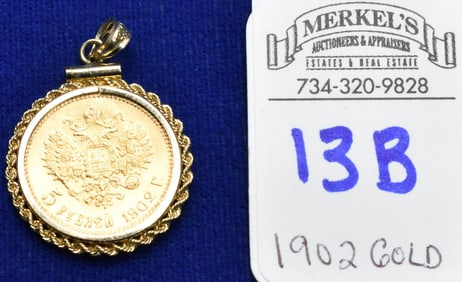 MERKEL'S
AUCTIONEERS & APPRAISERS
ESTATES & REAL ESTATE
734-320-9828
13B
1902 GOLD
5 РУБЛЕЙ 1902 Г.